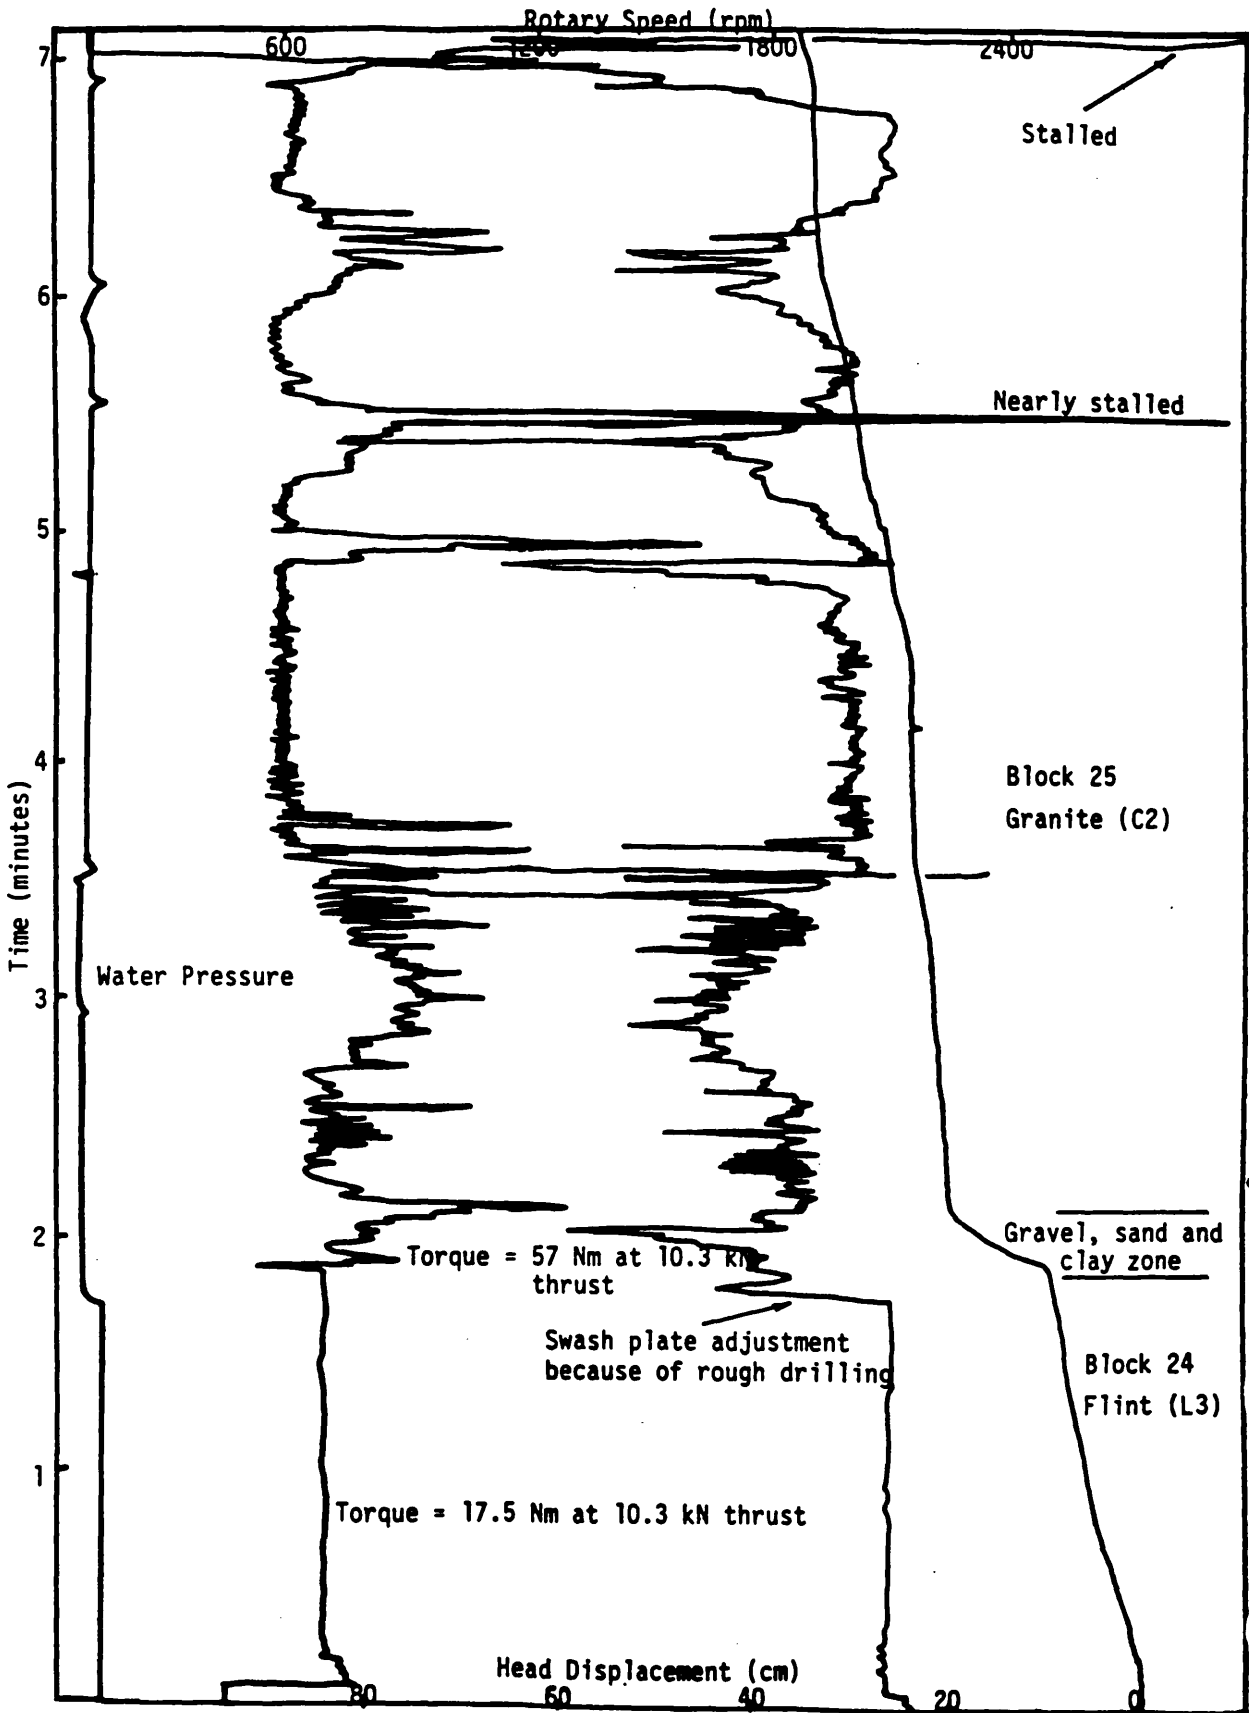 Rotary Speed (rpm)
600 1200 1800 2400
7
Stalled
6
Nearly stalled
5
4
Block 25
Granite (C2)
Time (minutes)
Water Pressure
3
2
Gravel, sand and
clay zone
Torque = 57 Nm at 10.3 kN
thrust
Swash plate adjustment
because of rough drilling
Block 24
Flint (L3)
1
Torque = 17.5 Nm at 10.3 kN thrust
Head Displacement (cm)
80 60 40 20 0